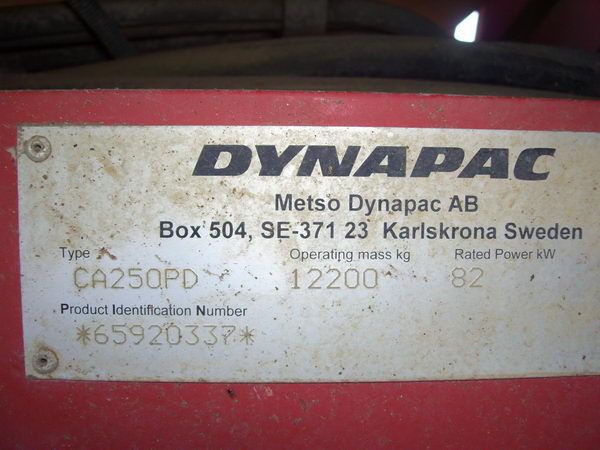 DYNAPAC
Metso Dynapac AB
Box 504, SE-371 23 Karlskrona Sweden
Type Operating mass kg Rated Power kW
CA250PD 12200 82
Product Identification Number
*65920337*